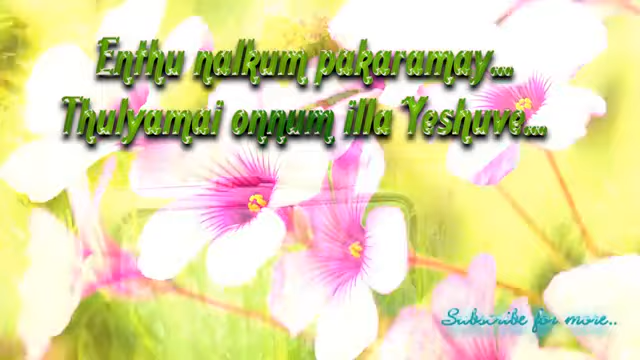 Enthu nalkum pakaramay...
Thulyamai onnum illa Yeshuve...
Subscribe for more..